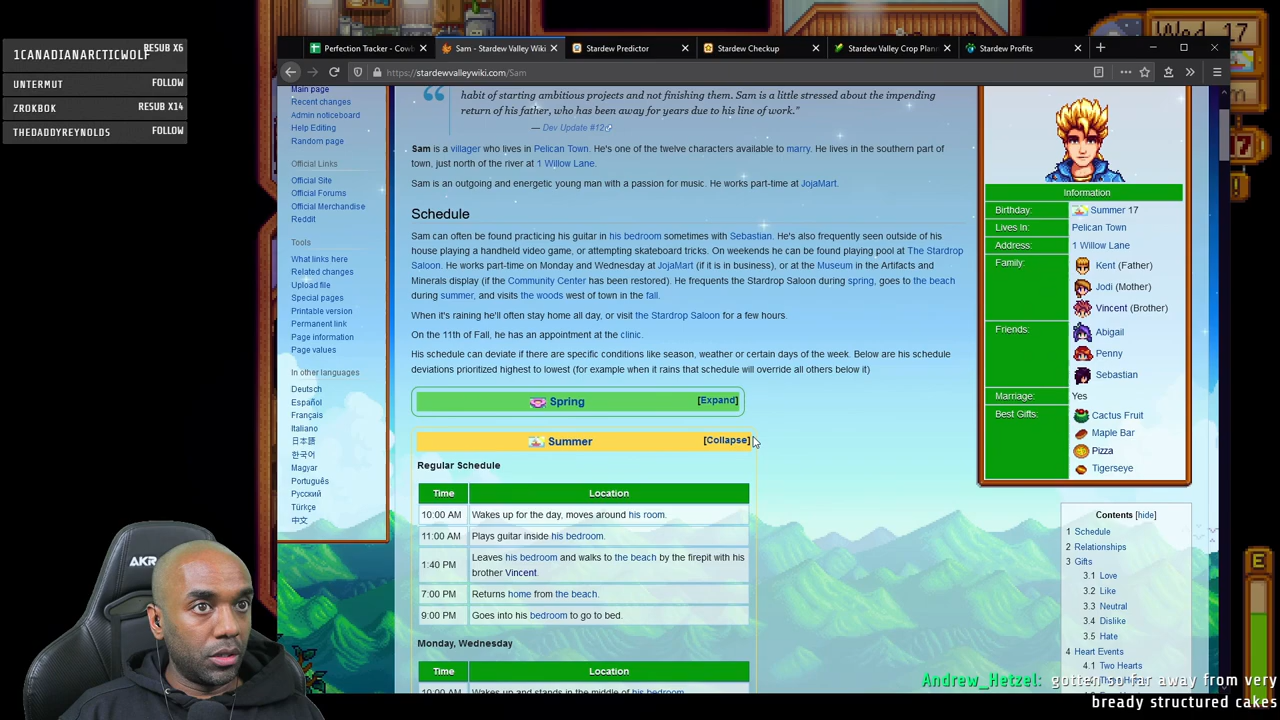 1CANADIANARCTICWOLF RESUB X6
UNTERMUT FOLLOW
ZROKBOK RESUB X14
THEDADDYREYNOLDS FOLLOW
Wed. 17
Perfection Tracker - Cowb
Sam - Stardew Valley Wiki
Stardew Predictor
Stardew Checkup
Stardew Valley Crop Plann
Stardew Profits
https://stardewvalleywiki.com/Sam
Main page
Recent changes
Admin noticeboard
Help Editing
Random page
Official Links
Official Site
Official Forums
Official Merchandise
Reddit
Tools
What links here
Related changes
Upload file
Special pages
Printable version
Permanent link
Page information
Page values
In other languages
Deutsch
Español
Français
Italiano
日本語
한국어
Magyar
Português
Русский
Türkçe
中文
habit of starting ambitious projects and not finishing them. Sam is a little stressed about the impending
return of his father, who has been away for years due to his line of work."
— Dev Update #12
Sam is a villager who lives in Pelican Town. He's one of the twelve characters available to marry. He lives in the southern part of
town, just north of the river at 1 Willow Lane.
Sam is an outgoing and energetic young man with a passion for music. He works part-time at JojaMart.
Schedule
Sam can often be found practicing his guitar in his bedroom sometimes with Sebastian. He's also frequently seen outside of his
house playing a handheld video game, or attempting skateboard tricks. On weekends he can be found playing pool at The Stardrop
Saloon. He works part-time on Monday and Wednesday at JojaMart (if it is in business), or at the Museum in the Artifacts and
Minerals display (if the Community Center has been restored). He frequents the Stardrop Saloon during spring, goes to the beach
during summer, and visits the woods west of town in the fall.
When it's raining he'll often stay home all day, or visit the Stardrop Saloon for a few hours.
On the 11th of Fall, he has an appointment at the clinic.
His schedule can deviate if there are specific conditions like season, weather or certain days of the week. Below are his schedule
deviations prioritized highest to lowest (for example when it rains that schedule will override all others below it)
Spring [Expand]
Summer [Collapse]
Regular Schedule
Time Location
10:00 AM Wakes up for the day, moves around his room.
11:00 AM Plays guitar inside his bedroom.
1:40 PM Leaves his bedroom and walks to the beach by the firepit with his
brother Vincent.
7:00 PM Returns home from the beach.
9:00 PM Goes into his bedroom to go to bed.
Monday, Wednesday
Time Location
10:00 AM Wakes up and stands in the middle of his bedroom.
Information
Birthday: Summer 17
Lives In: Pelican Town
Address: 1 Willow Lane
Family: Kent (Father)
Jodi (Mother)
Vincent (Brother)
Friends: Abigail
Penny
Sebastian
Marriage: Yes
Best Gifts: Cactus Fruit
Maple Bar
Pizza
Tigerseye
Contents [hide]
1 Schedule
2 Relationships
3 Gifts
3.1 Love
3.2 Like
3.3 Neutral
3.4 Dislike
3.5 Hate
4 Heart Events
4.1 Two Hearts
AKR
E
Andrew_Hetzel: gotten so far away from very
bready structured cakes